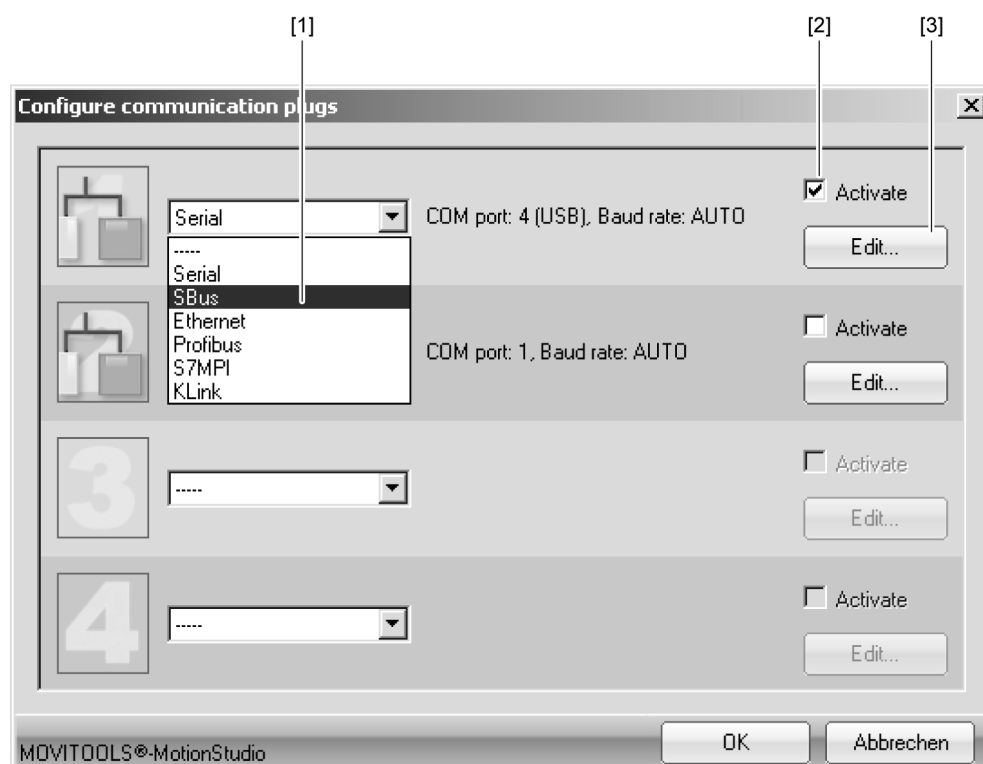 [1] [2] [3]
Configure communication plugs
Activate
Serial COM port: 4 (USB), Baud rate: AUTO
Edit...
-----
Serial
SBus
Ethernet
Profibus
S7MPI
KLink
Activate
COM port: 1, Baud rate: AUTO
Edit...
3
-----
Activate
Edit...
4
-----
Activate
Edit...
MOVITOOLS®-MotionStudio
OK
Abbrechen